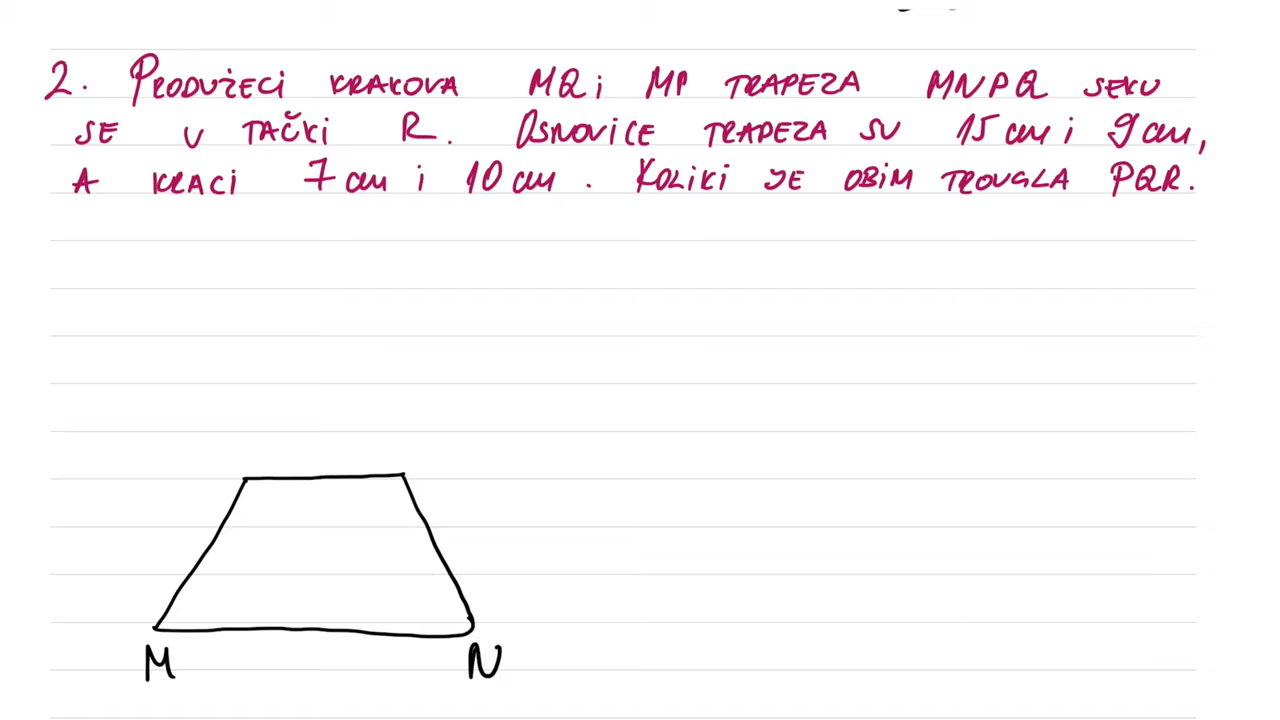 2. PRODUŽECI KRAKOVA MQ i MP TRAPEZA MNPQ SEKU
SE U TAČKI R. OSNOVICE TRAPEZA SU 15 cm i 9 cm,
A KRACI 7 cm i 10 cm. KOLIKI JE OBIM TROUGLA PQR.
M N